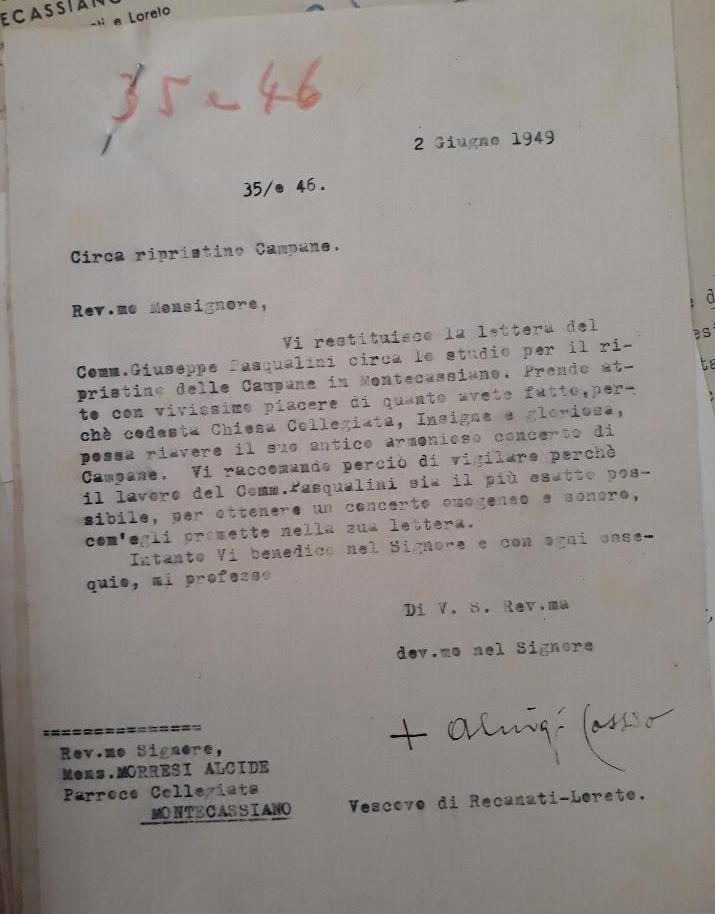 ECASSIANO
ti e Loreto
35 e 46
2 Giugno 1949
35/e 46.
Circa ripristino Campane.
Rev.mo Monsignore,
Vi restituisco la lettera del
Comm.Giuseppe Pasqualini circa lo studio per il ri-
pristino delle Campane in Montecassiano. Prendo at-
to con vivissimo piacere di quanto avete fatto,per-
chè codesta Chiesa Collegiata, Insigne e gloriosa,
possa riavere il suo antico armonioso concerto di
Campane. Vi raccomando perciò di vigilare perchè
il lavoro del Comm.Pasqualini sia il più esatto pos-
sibile, per ottenere un concerto omogeneo e sonoro,
com'egli promette nella sua lettera.
Intanto Vi benedico nel Signore e con ogni osse-
quio, mi professo
Di V. S. Rev.ma
dev.mo nel Signore
+ Aluigi Cossio
===============
Rev.mo Signore,
Mons.MORRESI ALCIDE
Parroco Collegiata
MONTECASSIANO
Vescovo di Recanati-Loreto.